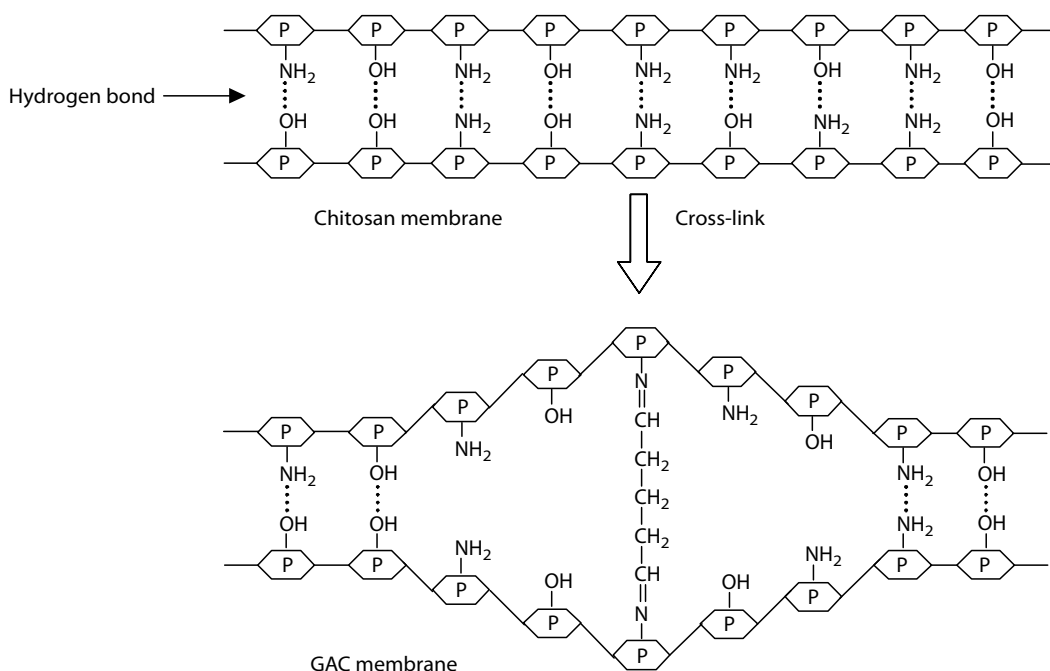 P P P P P P P P P
NH₂ OH NH₂ OH NH₂ NH₂ OH NH₂ OH
Hydrogen bond
OH OH NH₂ OH NH₂ OH NH₂ NH₂ OH
P P P P P P P P P
Chitosan membrane Cross-link
P
P N P
P CH NH₂ P
OH OH
P P NH₂ CH₂ P P
NH₂ OH CH₂ NH₂ OH
OH OH CH₂ NH₂ OH
P P NH₂ CH NH₂ P P
P OH N OH P
P P P
GAC membrane